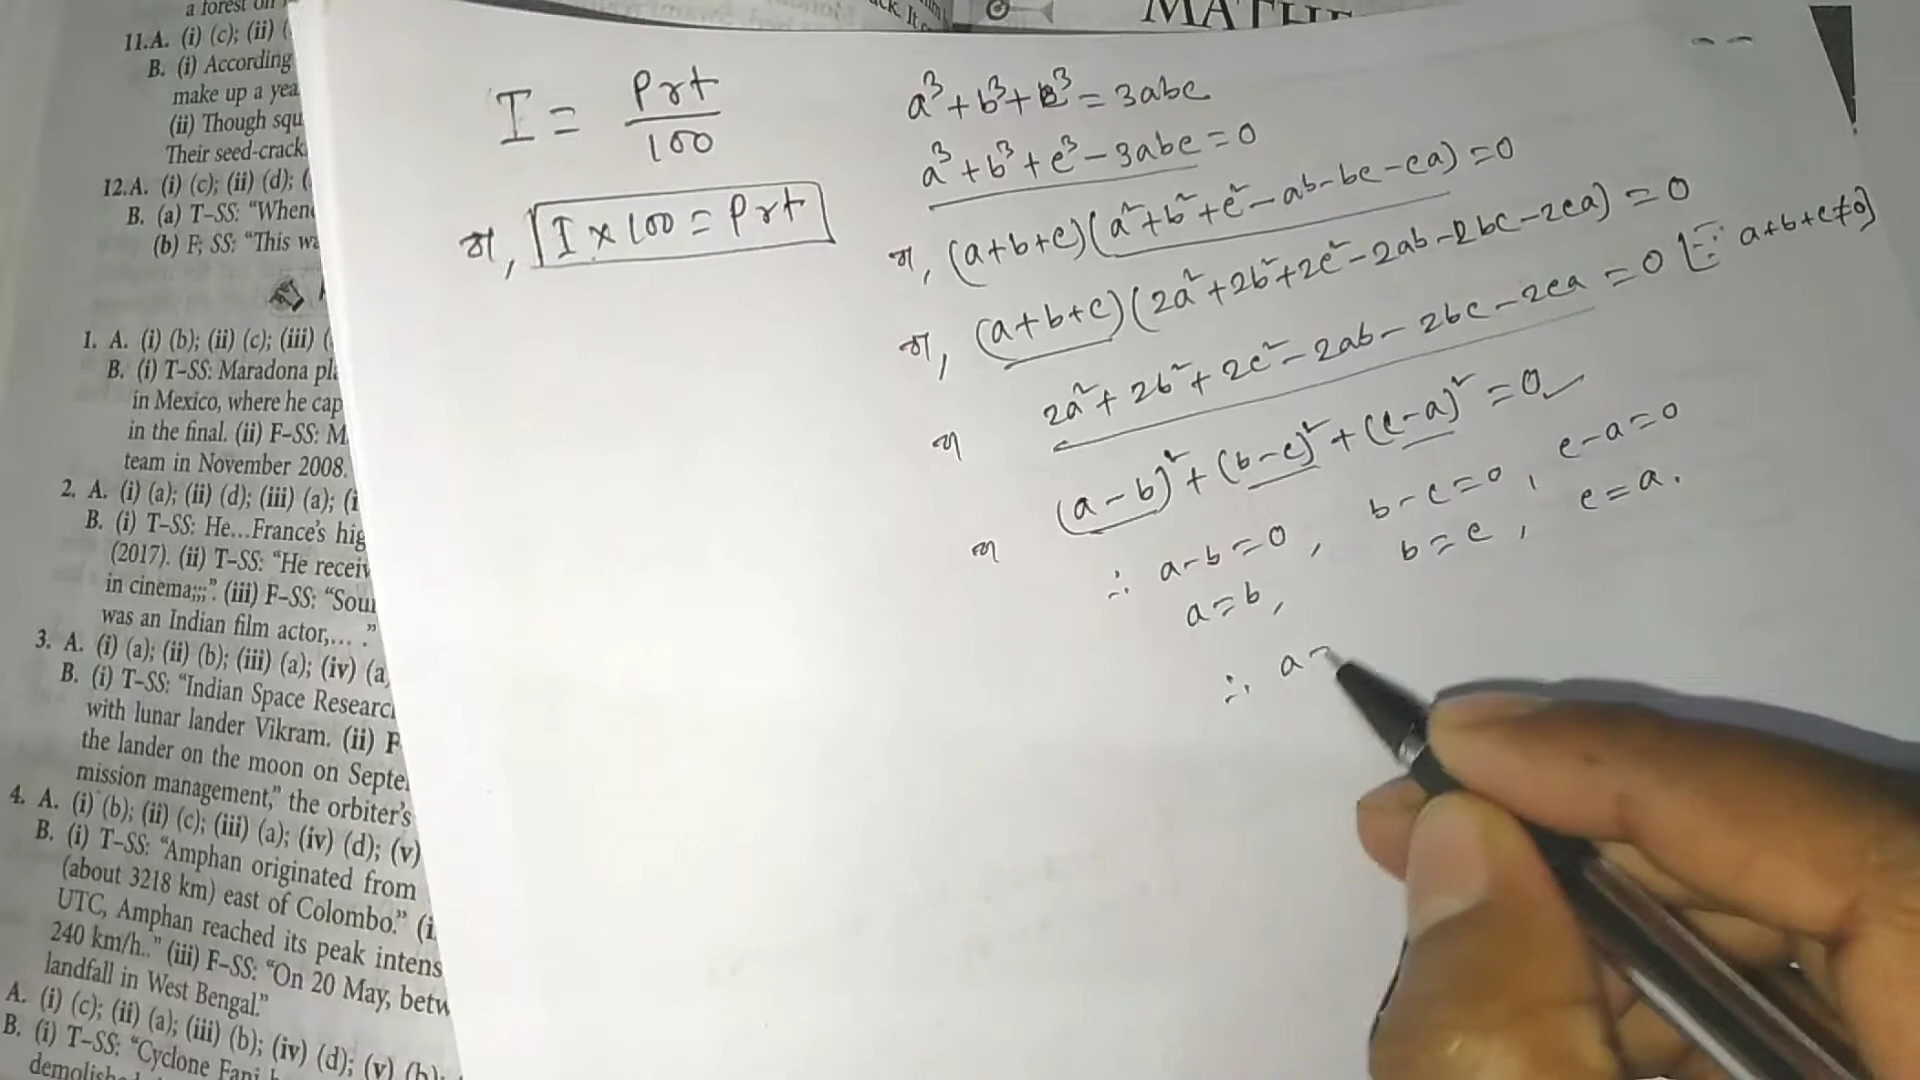 a forest on
11.A. (i) (c); (ii) (
B. (i) According
make up a yea
(ii) Though squ
Their seed-crack
12.A. (i) (c); (ii) (d); (
B. (a) T–SS: “When
(b) F; SS: “This wa
1. A. (i) (b); (ii) (c); (iii) (
B. (i) T–SS: Maradona pla
in Mexico, where he cap
in the final. (ii) F–SS: M
team in November 2008.
2. A. (i) (a); (ii) (d); (iii) (a); (i
B. (i) T–SS: He...France’s hig
(2017). (ii) T–SS: “He receiv
in cinema;;;”. (iii) F–SS: “Sour
was an Indian film actor,... .”
3. A. (i) (a); (ii) (b); (iii) (a); (iv) (a
B. (i) T–SS: “Indian Space Researc
with lunar lander Vikram. (ii) F
the lander on the moon on Septe
mission management,” the orbiter’s
4. A. (i) (b); (ii) (c); (iii) (a); (iv) (d); (v)
B. (i) T–SS: “Amphan originated from
(about 3218 km) east of Colombo.” (i
UTC, Amphan reached its peak intens
240 km/h..” (iii) F–SS: “On 20 May, betw
landfall in West Bengal.”
A. (i) (c); (ii) (a); (iii) (b); (iv) (d); (v) (b);
B. (i) T–SS: “Cyclone Fani
demolish
I = Prt/100
বা, I × 100 = Prt
a³ + b³ + c³ = 3abc
a³ + b³ + c³ − 3abc = 0
বা, (a+b+c)(a²+b²+c²−ab−bc−ca) = 0
বা, (a+b+c)(2a²+2b²+2c²−2ab−2bc−2ca) = 0
বা 2a²+2b²+2c²−2ab−2bc−2ca = 0 [∵ a+b+c≠0]
বা (a−b)²+(b−c)²+(c−a)² = 0
∴ a−b=0, b−c=0, c−a=0
a=b, b=c, c=a.
∴ a